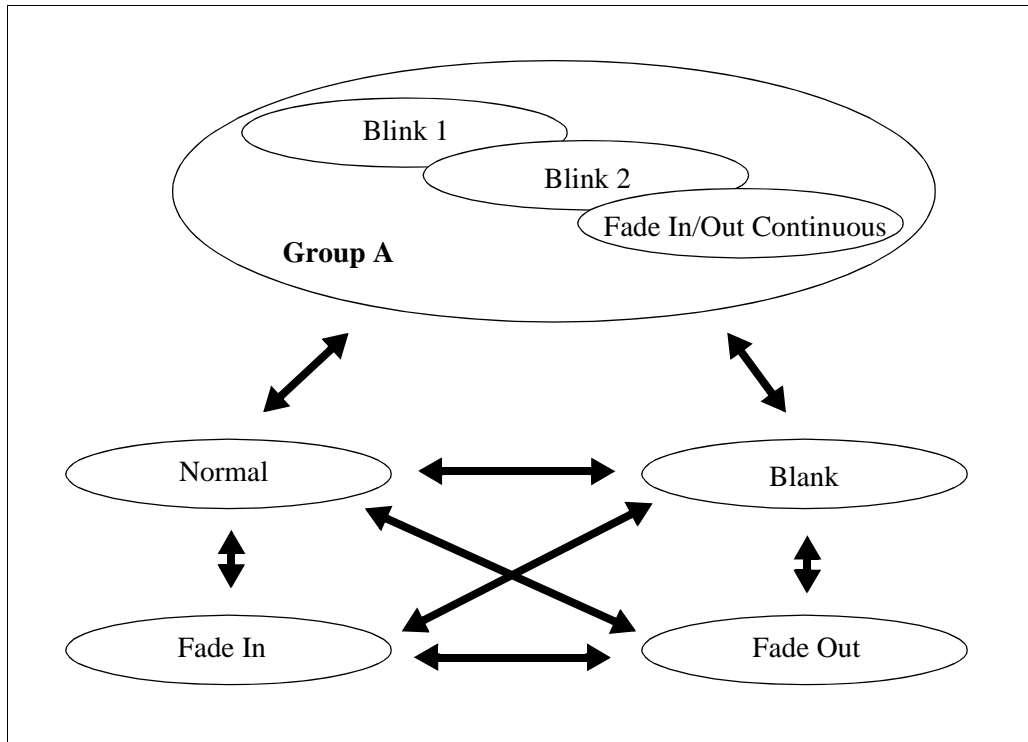 Blink 1
Blink 2
Fade In/Out Continuous
Group A
Normal
Blank
Fade In
Fade Out